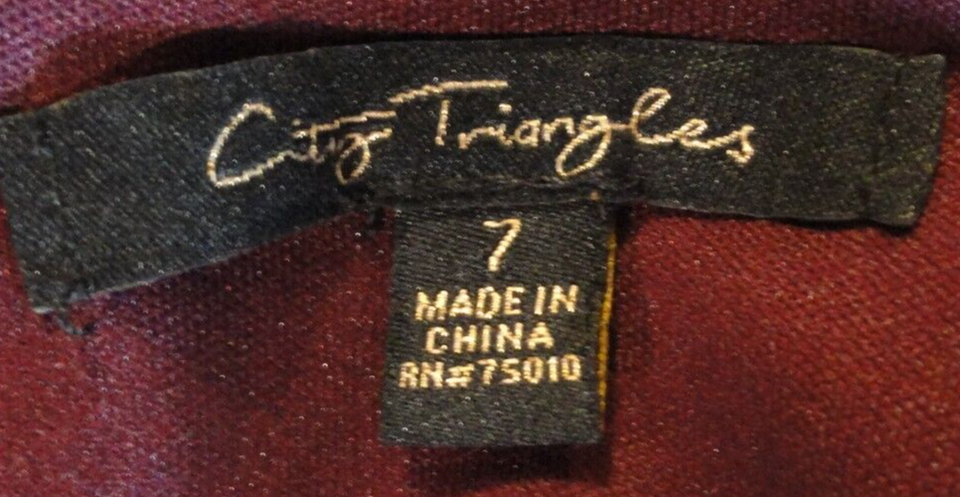 City Triangles
7
MADE IN
CHINA
RN#75010